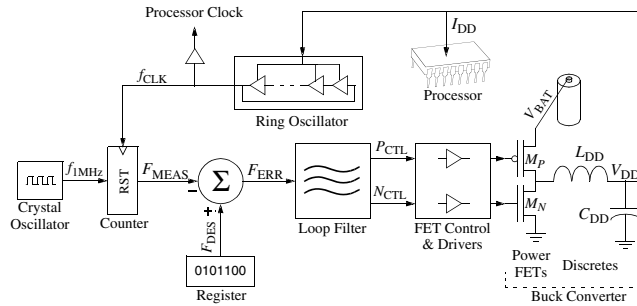 Processor Clock
I_DD
f_CLK
Processor
V_BAT
Ring Oscillator
P_CTL
M_P
L_DD
V_DD
f_1MHz
RST
F_MEAS
Σ
F_ERR
N_CTL
M_N
C_DD
Crystal
Oscillator
Counter
−
+
F_DES
Loop Filter
FET Control
& Drivers
Power
FETs
Discretes
0101100
Register
Buck Converter